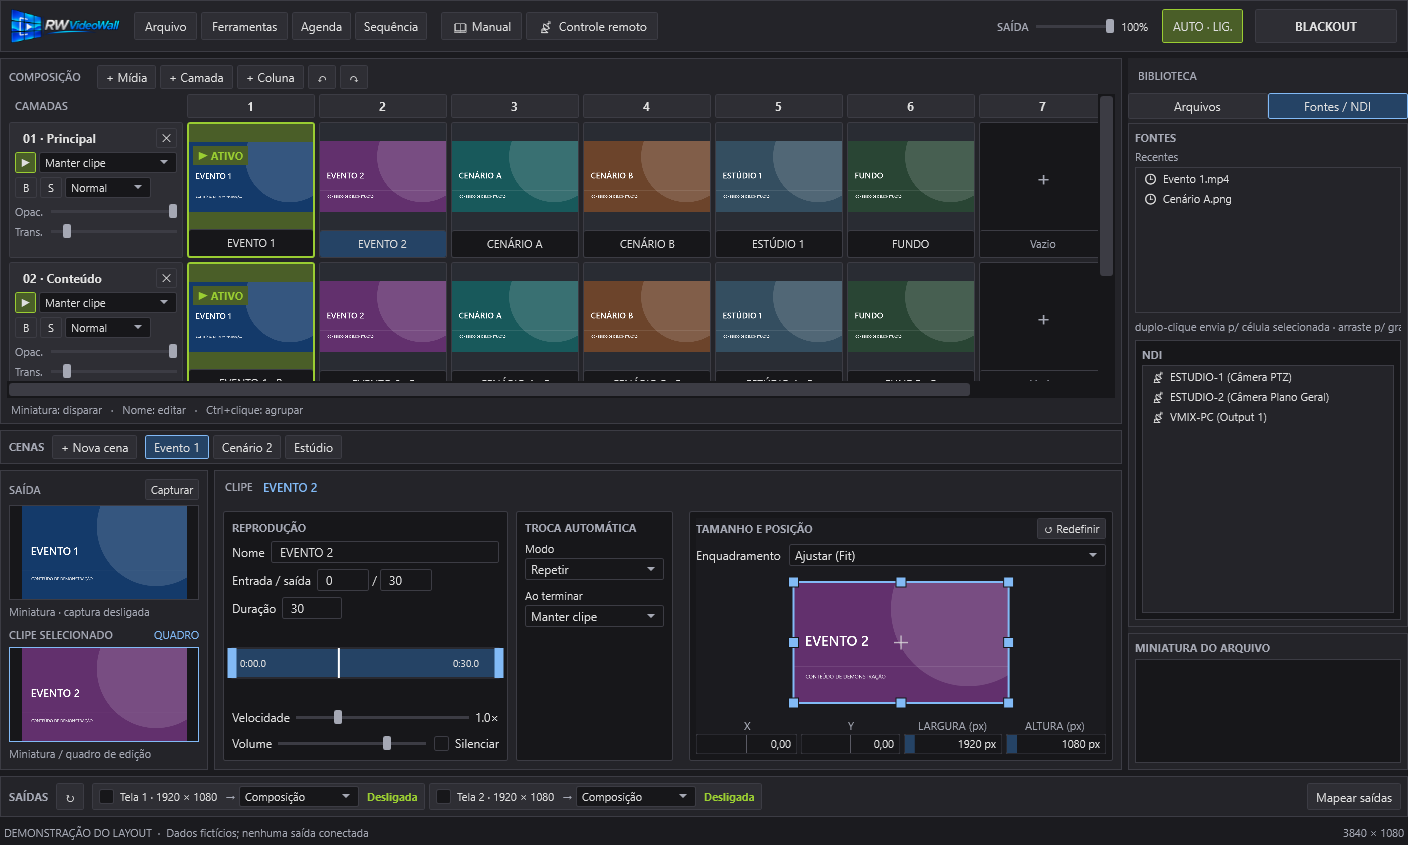 RWVideoWall Arquivo Ferramentas Agenda Sequência Manual Controle remoto SAÍDA 100% AUTO · LIG. BLACKOUT
COMPOSIÇÃO + Mídia + Camada + Coluna
CAMADAS 1 2 3 4 5 6 7
01 · Principal
Manter clipe
B S Normal
Opac.
Trans.
ATIVO
EVENTO 1 EVENTO 2 CENÁRIO A CENÁRIO B ESTÚDIO 1 FUNDO +
EVENTO 1 EVENTO 2 CENÁRIO A CENÁRIO B ESTÚDIO 1 FUNDO Vazio
02 · Conteúdo
Manter clipe
B S Normal
Opac.
Trans.
ATIVO
EVENTO 1 EVENTO 2 CENÁRIO A CENÁRIO B ESTÚDIO 1 FUNDO +
Miniatura: disparar · Nome: editar · Ctrl+clique: agrupar
CENAS + Nova cena Evento 1 Cenário 2 Estúdio
SAÍDA Capturar
EVENTO 1
CONTEÚDO DE DEMONSTRAÇÃO
Miniatura · captura desligada
CLIPE SELECIONADO QUADRO
EVENTO 2
CONTEÚDO DE DEMONSTRAÇÃO
Miniatura / quadro de edição
CLIPE EVENTO 2
REPRODUÇÃO
Nome EVENTO 2
Entrada / saída 0 / 30
Duração 30
0:00.0 0:30.0
Velocidade 1.0×
Volume Silenciar
TROCA AUTOMÁTICA
Modo
Repetir
Ao terminar
Manter clipe
TAMANHO E POSIÇÃO Redefinir
Enquadramento Ajustar (Fit)
EVENTO 2
CONTEÚDO DE DEMONSTRAÇÃO
X Y LARGURA (px) ALTURA (px)
0,00 0,00 1920 px 1080 px
BIBLIOTECA
Arquivos Fontes / NDI
FONTES
Recentes
Evento 1.mp4
Cenário A.png
duplo-clique envia p/ célula selecionada · arraste p/ gra
NDI
ESTUDIO-1 (Câmera PTZ)
ESTUDIO-2 (Câmera Plano Geral)
VMIX-PC (Output 1)
MINIATURA DO ARQUIVO
SAÍDAS Tela 1 · 1920 × 1080 → Composição Desligada Tela 2 · 1920 × 1080 → Composição Desligada Mapear saídas
DEMONSTRAÇÃO DO LAYOUT · Dados fictícios; nenhuma saída conectada 3840 × 1080